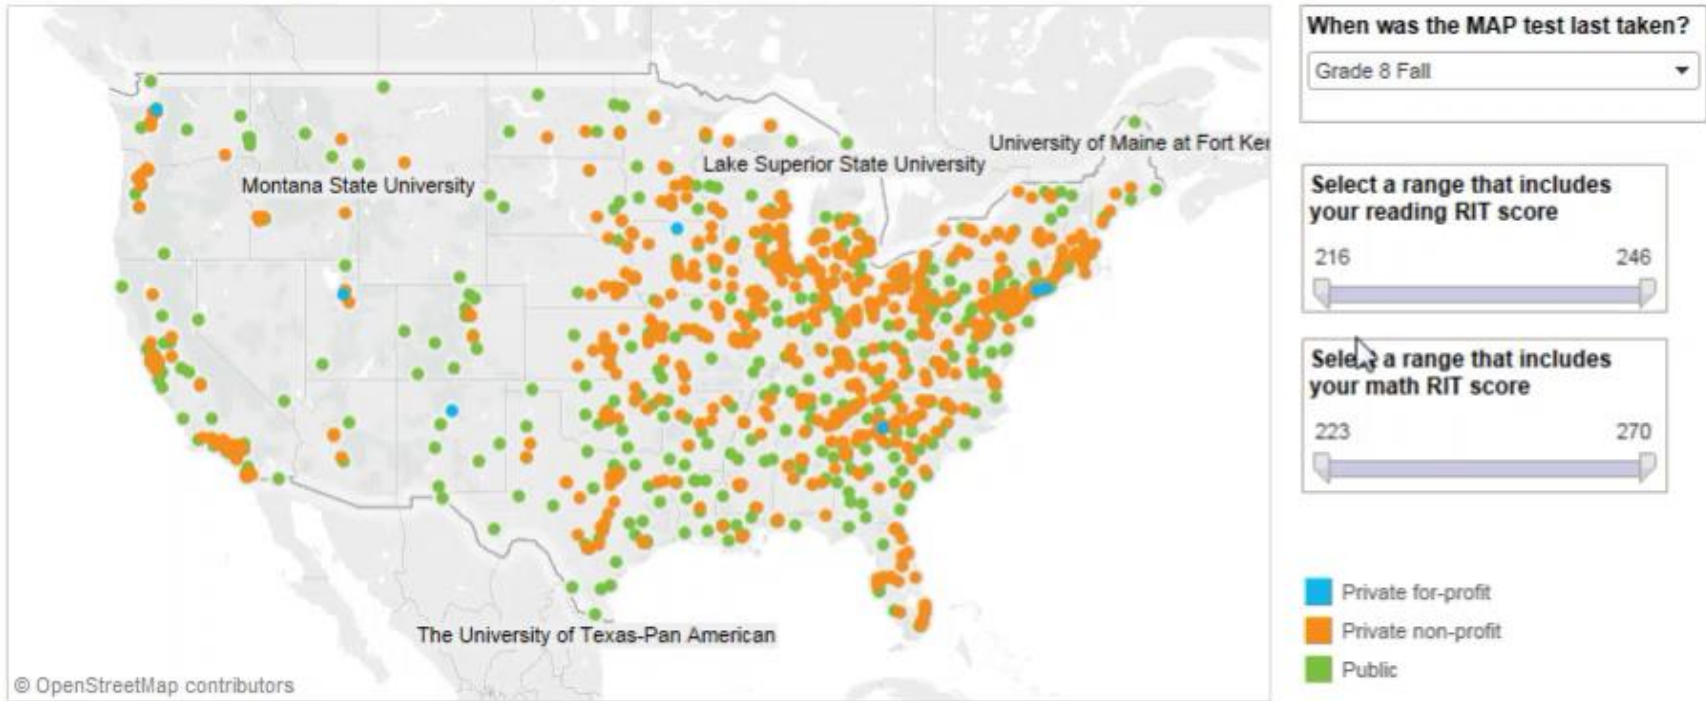 When was the MAP test last taken?
Grade 8 Fall
University of Maine at Fort Ker
Lake Superior State University
Montana State University
Select a range that includes
your reading RIT score
216 246
Select a range that includes
your math RIT score
223 270
Private for-profit
Private non-profit
Public
The University of Texas-Pan American
© OpenStreetMap contributors